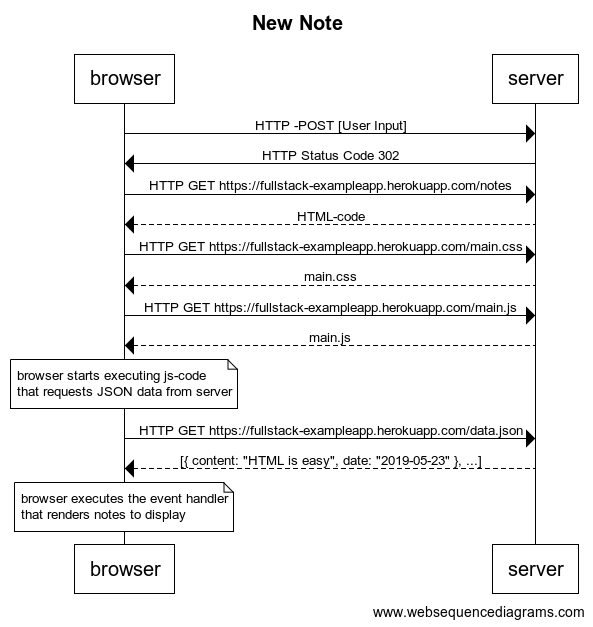 New Note
browser
server
HTTP -POST [User Input]
HTTP Status Code 302
HTTP GET https://fullstack-exampleapp.herokuapp.com/notes
HTML-code
HTTP GET https://fullstack-exampleapp.herokuapp.com/main.css
main.css
HTTP GET https://fullstack-exampleapp.herokuapp.com/main.js
main.js
browser starts executing js-code
that requests JSON data from server
HTTP GET https://fullstack-exampleapp.herokuapp.com/data.json
[{ content: "HTML is easy", date: "2019-05-23" }, ...]
browser executes the event handler
that renders notes to display
browser
server
www.websequencediagrams.com